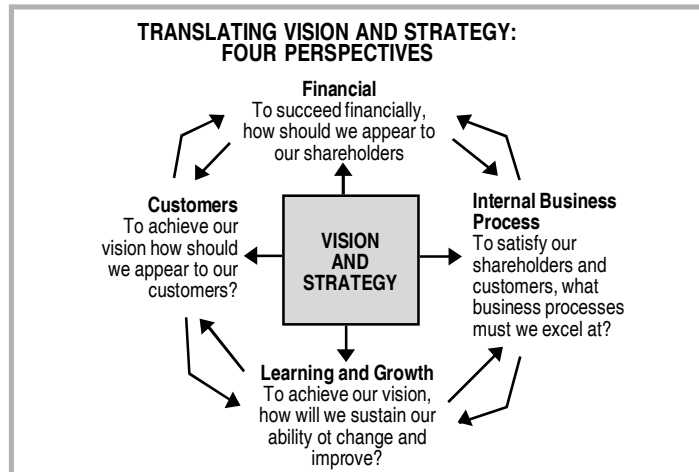 TRANSLATING VISION AND STRATEGY:
FOUR PERSPECTIVES
Financial
To succeed financially,
how should we appear to
our shareholders
Customers
To achieve our
vision how should
we appear to our
customers?
VISION
AND
STRATEGY
Internal Business
Process
To satisfy our
shareholders and
customers, what
business processes
must we excel at?
Learning and Growth
To achieve our vision,
how will we sustain our
ability ot change and
improve?